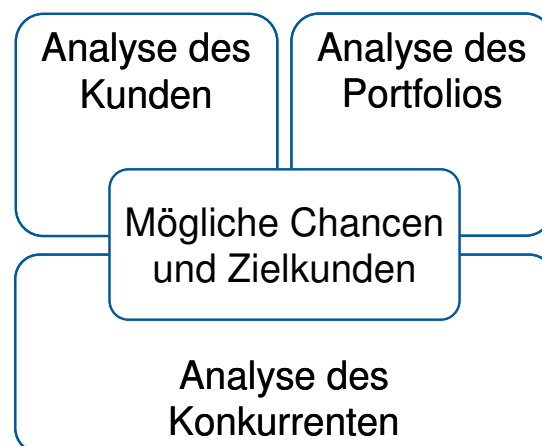 Analyse des
Kunden
Analyse des
Portfolios
Mögliche Chancen
und Zielkunden
Analyse des
Konkurrenten